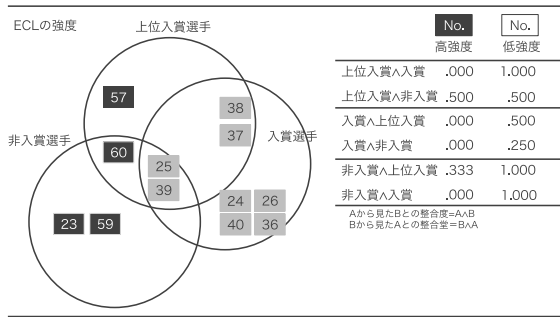 ECLの強度
上位入賞選手
非入賞選手
入賞選手
57
60
38
37
25
39
24 26
40 36
23 59
No. No.
高強度 低強度
上位入賞∧入賞 .000 1.000
上位入賞∧非入賞 .500 .500
入賞∧上位入賞 .000 .500
入賞∧非入賞 .000 .250
非入賞∧上位入賞 .333 1.000
非入賞∧入賞 .000 1.000
Aから見たBとの整合度=A∧B
Bから見たAとの整合堂＝B∧A